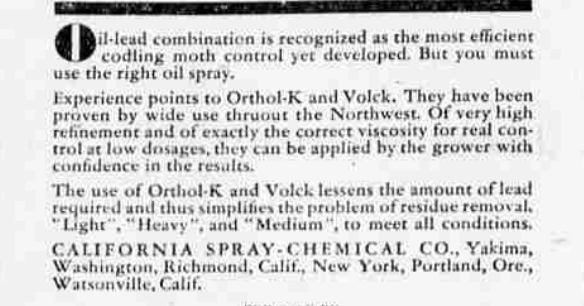 Oil-lead combination is recognized as the most efficient
codling moth control yet developed. But you must
use the right oil spray.
Experience points to Orthol-K and Volck. They have been
proven by wide use thruout the Northwest. Of very high
refinement and of exactly the correct viscosity for real con-
trol at low dosages, they can be applied by the grower with
confidence in the results.
The use of Orthol-K and Volck lessens the amount of lead
required and thus simplifies the problem of residue removal.
"Light", "Heavy", and "Medium", to meet all conditions.
CALIFORNIA SPRAY-CHEMICAL CO., Yakima,
Washington, Richmond, Calif., New York, Portland, Ore.,
Watsonville, Calif.